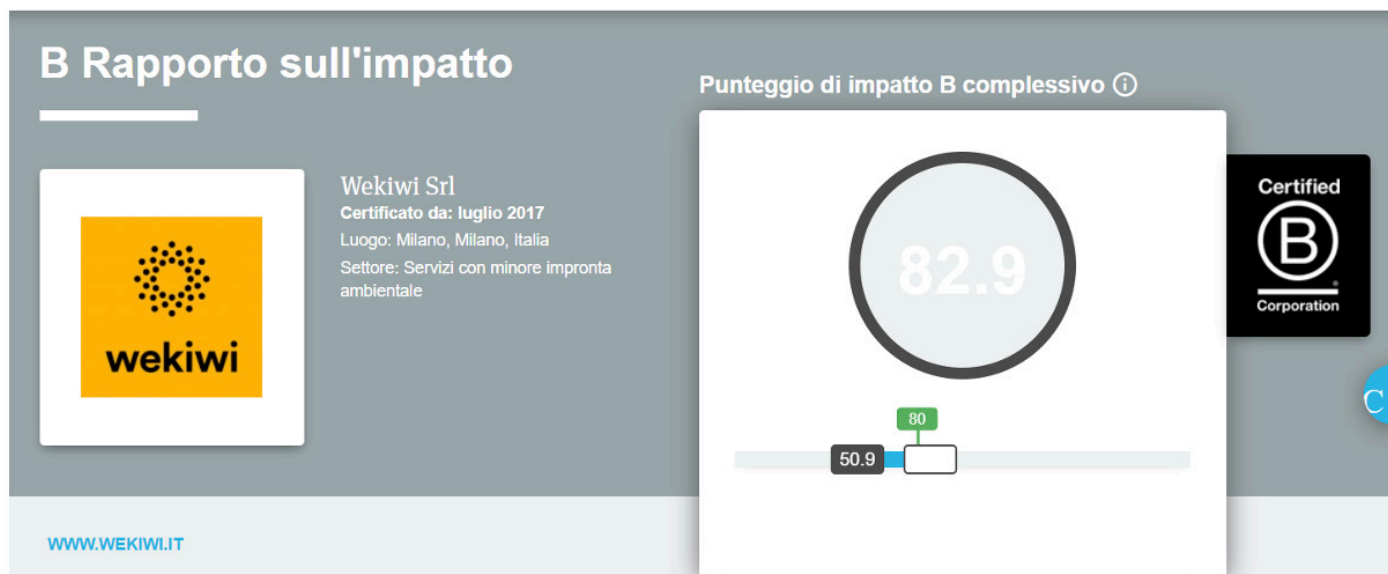 B Rapporto sull'impatto
Punteggio di impatto B complessivo
Wekiwi Srl
Certificato da: luglio 2017
Luogo: Milano, Milano, Italia
Settore: Servizi con minore impronta
ambientale
wekiwi
82.9
80
50.9
Certified
B
Corporation
C
WWW.WEKIWI.IT